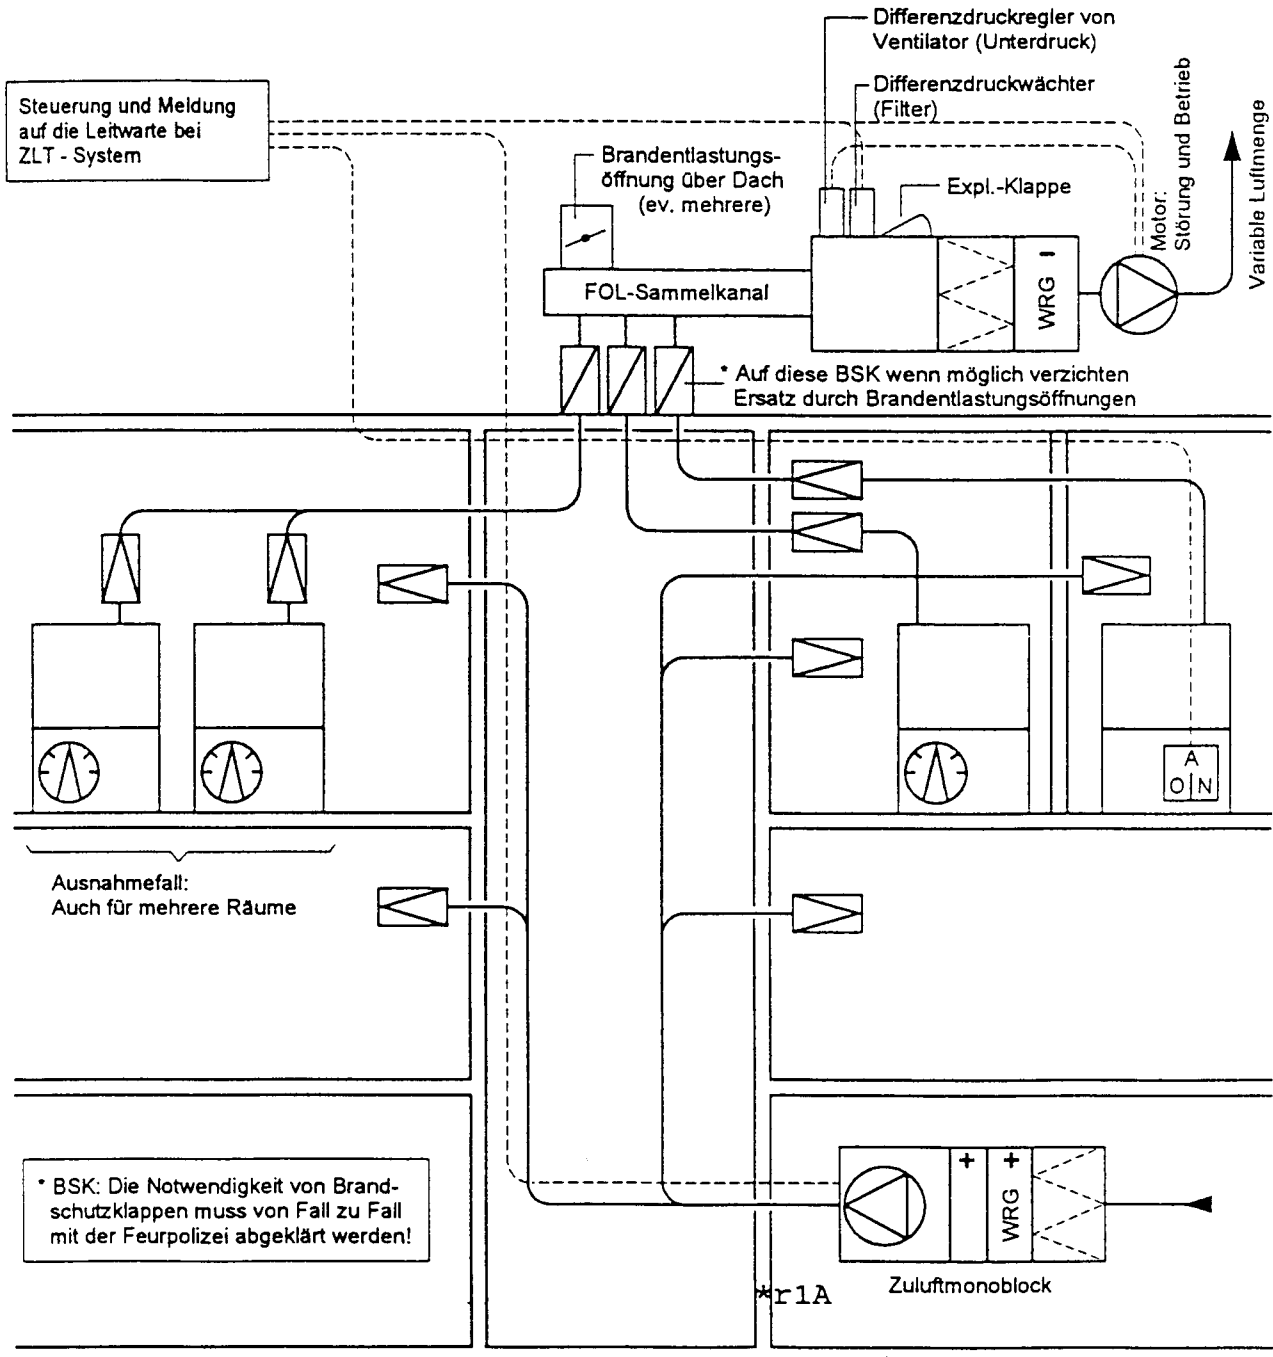 Differenzdruckregler von
Ventilator (Unterdruck)
Steuerung und Meldung
auf die Leitwarte bei
ZLT - System
Differenzdruckwächter
(Filter)
Brandentlastungs-
öffnung über Dach
(ev. mehrere)
Expl.-Klappe
Motor:
Störung und Betrieb
Variable Luftmenge
FOL-Sammelkanal
WRG
* Auf diese BSK wenn möglich verzichten
Ersatz durch Brandentlastungsöffnungen
A
O N
Ausnahmefall:
Auch für mehrere Räume
* BSK: Die Notwendigkeit von Brand-
schutzklappen muss von Fall zu Fall
mit der Feurpolizei abgeklärt werden!
+ +
WRG
Zuluftmonoblock
*r1A